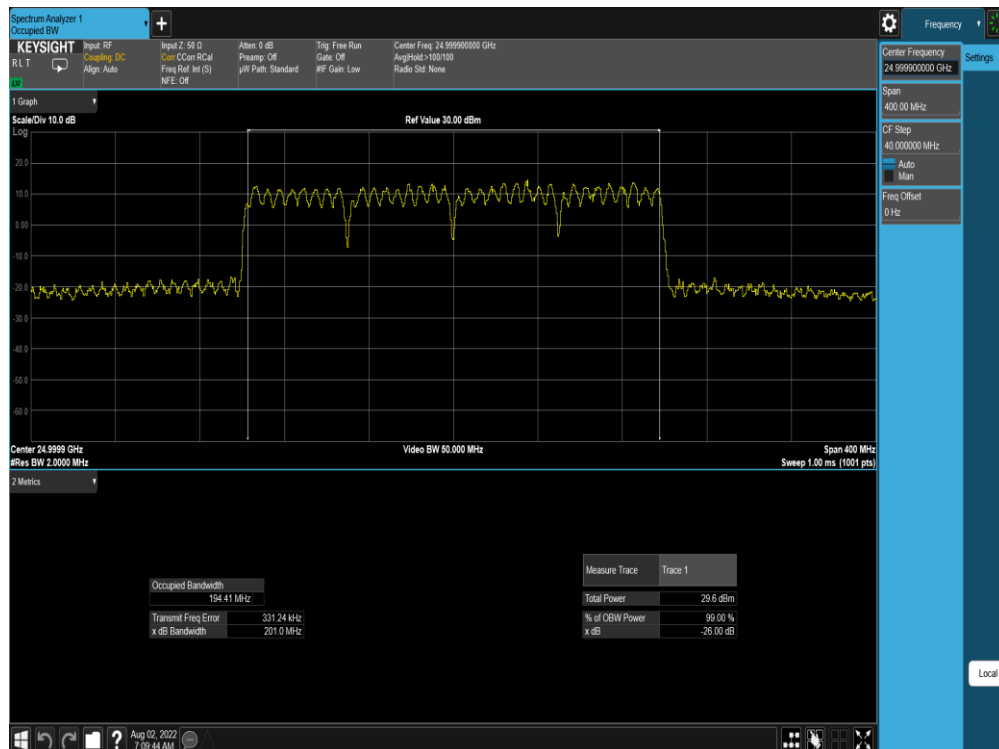 Spectrum Analyzer 1
Occupied BW
Frequency
KEYSIGHT
RLT
LXI
Input: RF
Coupling: DC
Align: Auto
Input Z: 50 Ω
Corr CCorr RCal
Freq Ref: Int (S)
NFE: Off
Atten: 0 dB
Preamp: Off
µW Path: Standard
Trig: Free Run
Gate: Off
#IF Gain: Low
Center Freq: 24.999900000 GHz
Avg|Hold:>100/100
Radio Std: None
Center Frequency
24.999900000 GHz
Settings
Span
400.00 MHz
CF Step
40.000000 MHz
Auto
Man
Freq Offset
0 Hz
1 Graph
Scale/Div 10.0 dB
Ref Value 30.00 dBm
Log
20.0
10.0
0.00
-10.0
-20.0
-30.0
-40.0
-50.0
-60.0
Center 24.9999 GHz
Video BW 50.000 MHz
Span 400 MHz
#Res BW 2.0000 MHz
Sweep 1.00 ms (1001 pts)
2 Metrics
Measure Trace Trace 1
Occupied Bandwidth
194.41 MHz
Total Power 29.6 dBm
Transmit Freq Error 331.24 kHz
% of OBW Power 99.00 %
x dB Bandwidth 201.0 MHz
x dB -26.00 dB
Local
Aug 02, 2022
7:09:44 AM